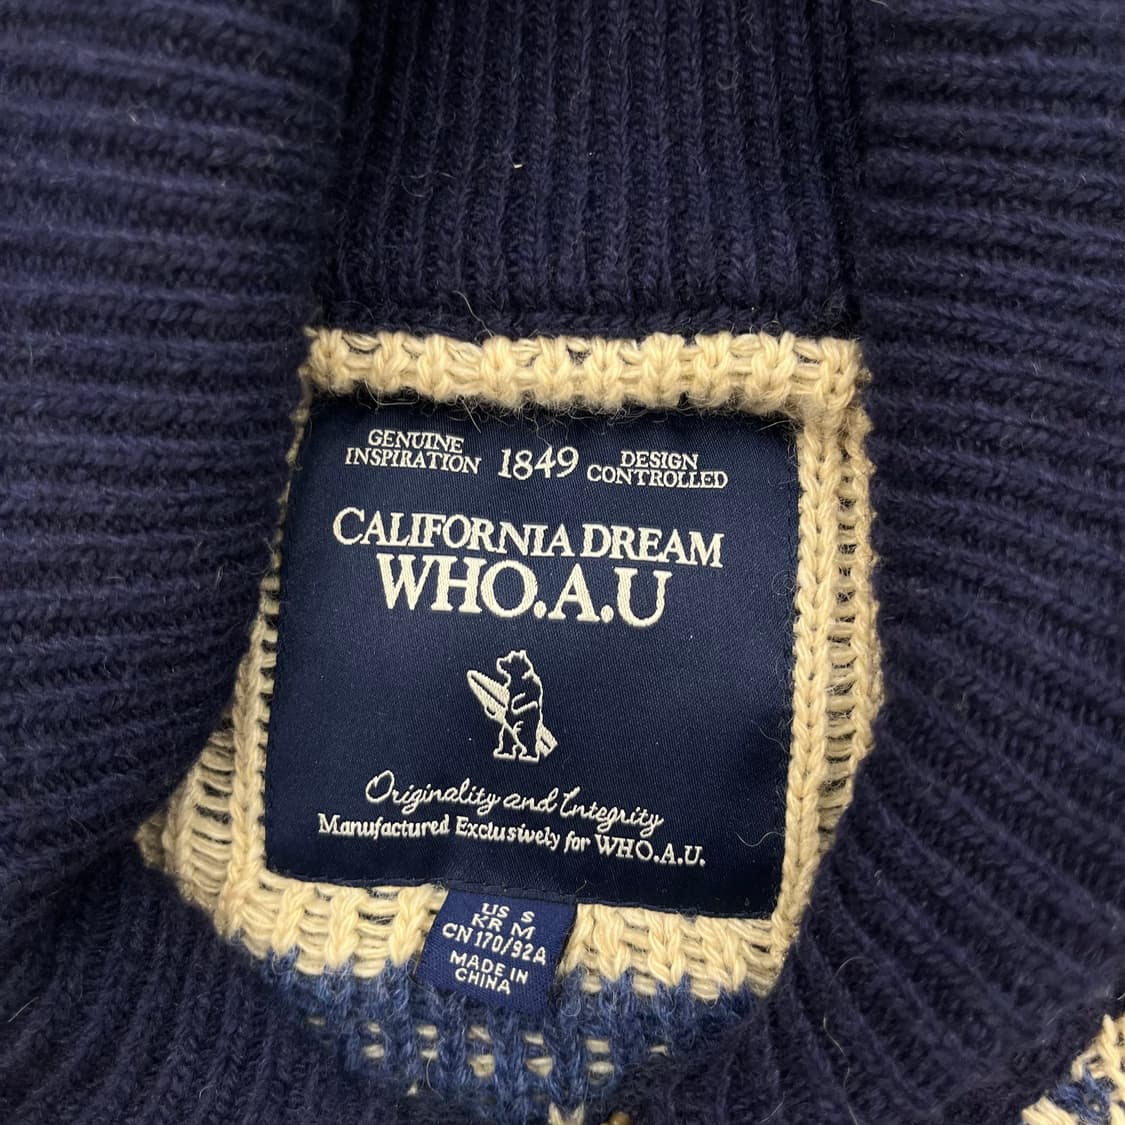 GENUINE
INSPIRATION
1849
DESIGN
CONTROLLED
CALIFORNIA DREAM
WHO.A.U
Originality and Integrity
Manufactured Exclusively for WHO.A.U.
US S
KR M
CN 170/92A
MADE IN
CHINA